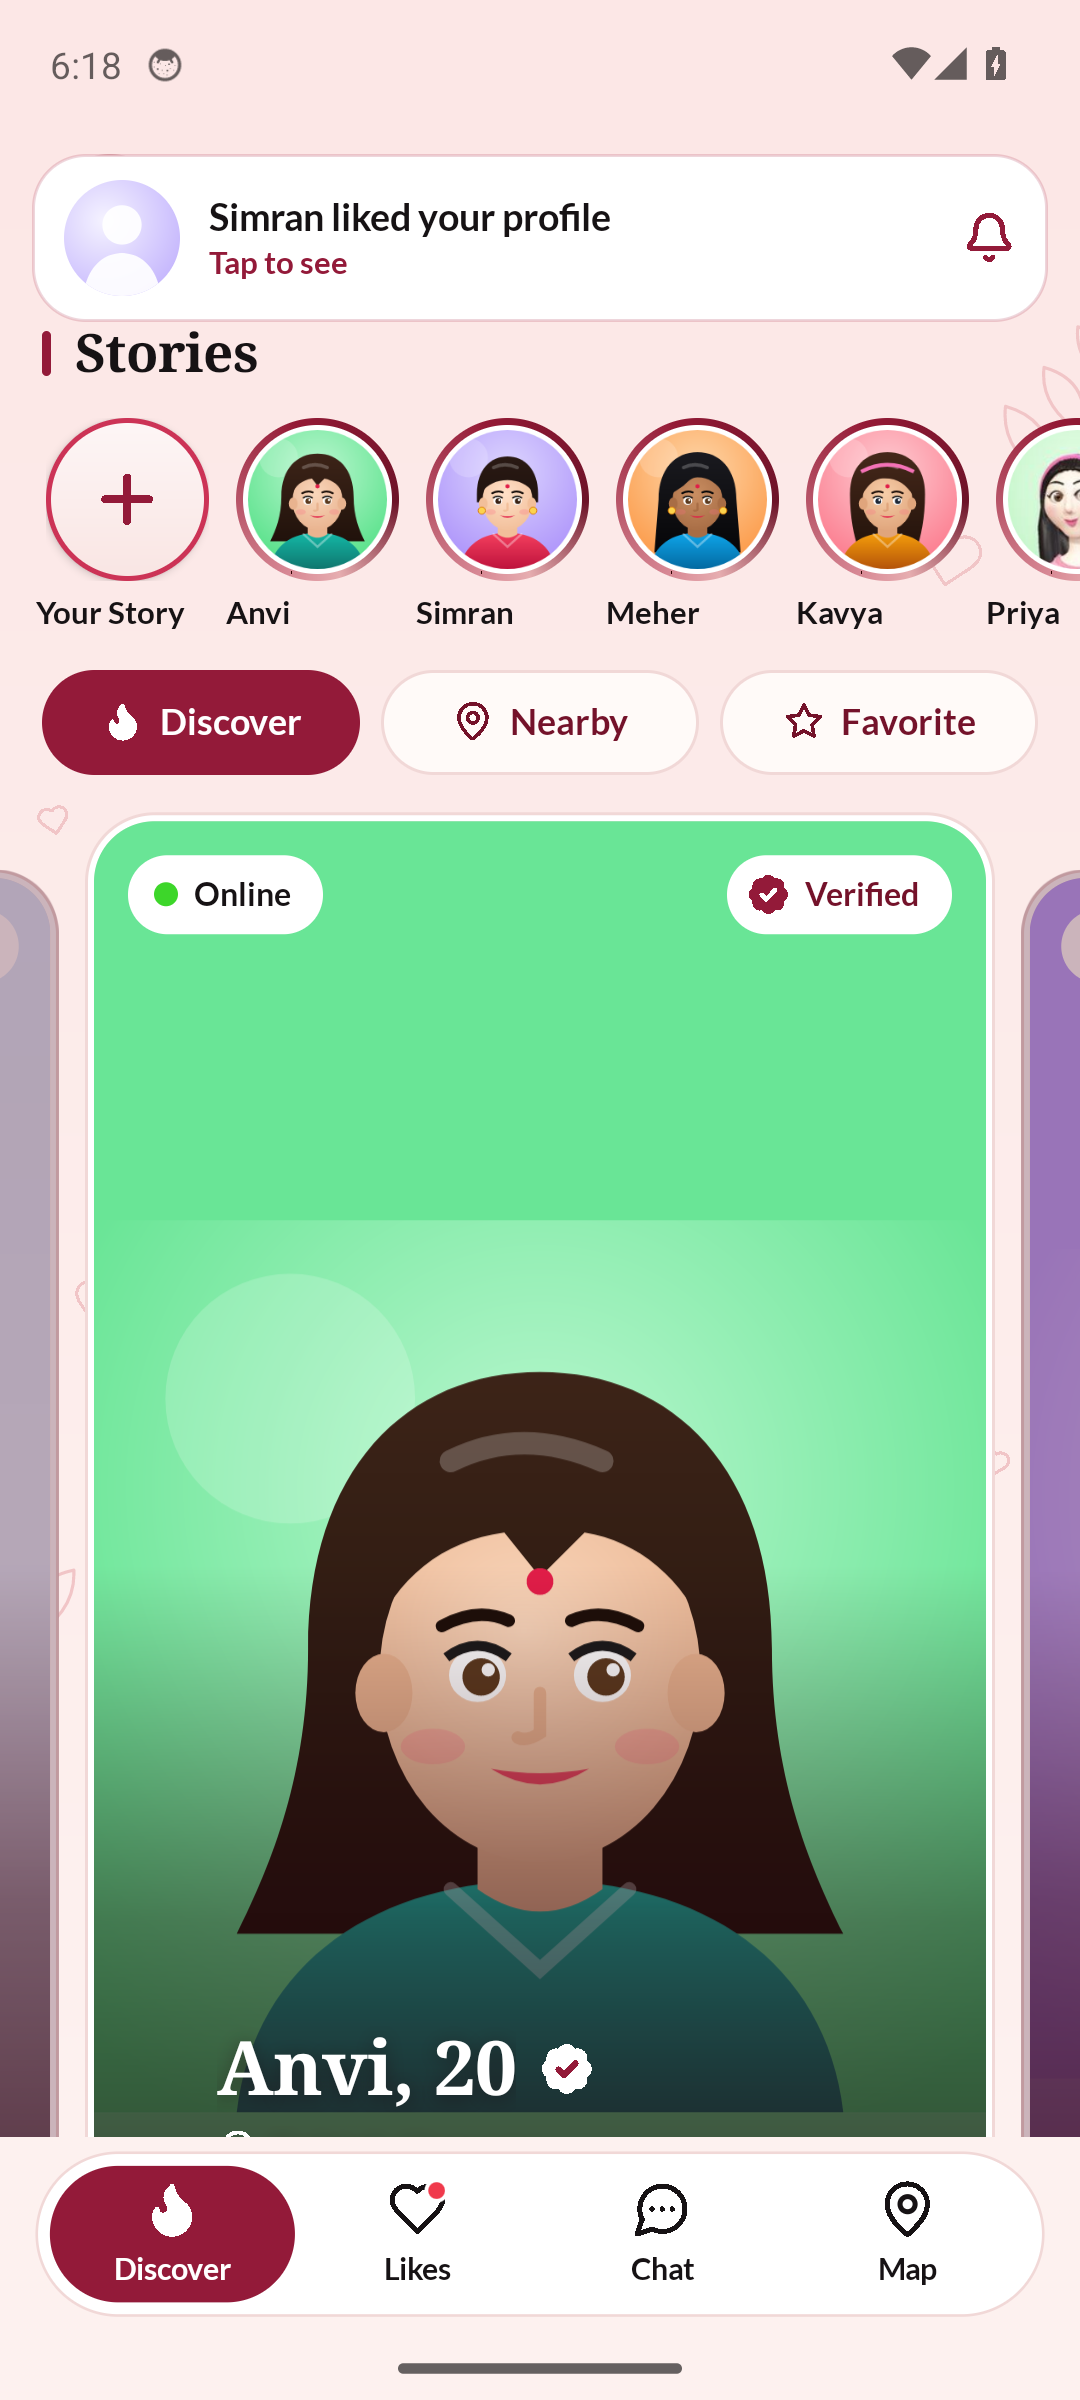 6:18
Simran liked your profile
Tap to see
Stories
Your Story
Anvi
Simran
Meher
Kavya
Priya
Discover
Nearby
Favorite
Online
Verified
Anvi, 20
Discover
Likes
Chat
Map